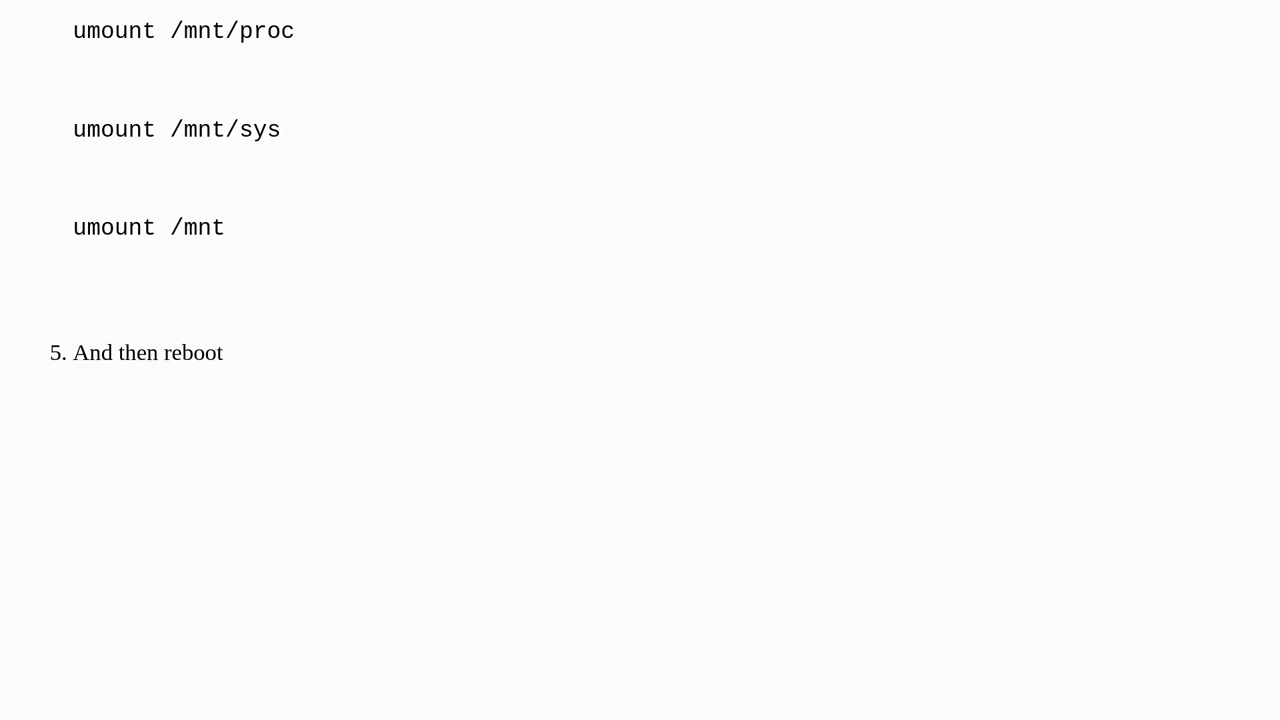 umount /mnt/proc
umount /mnt/sys
umount /mnt
5. And then reboot